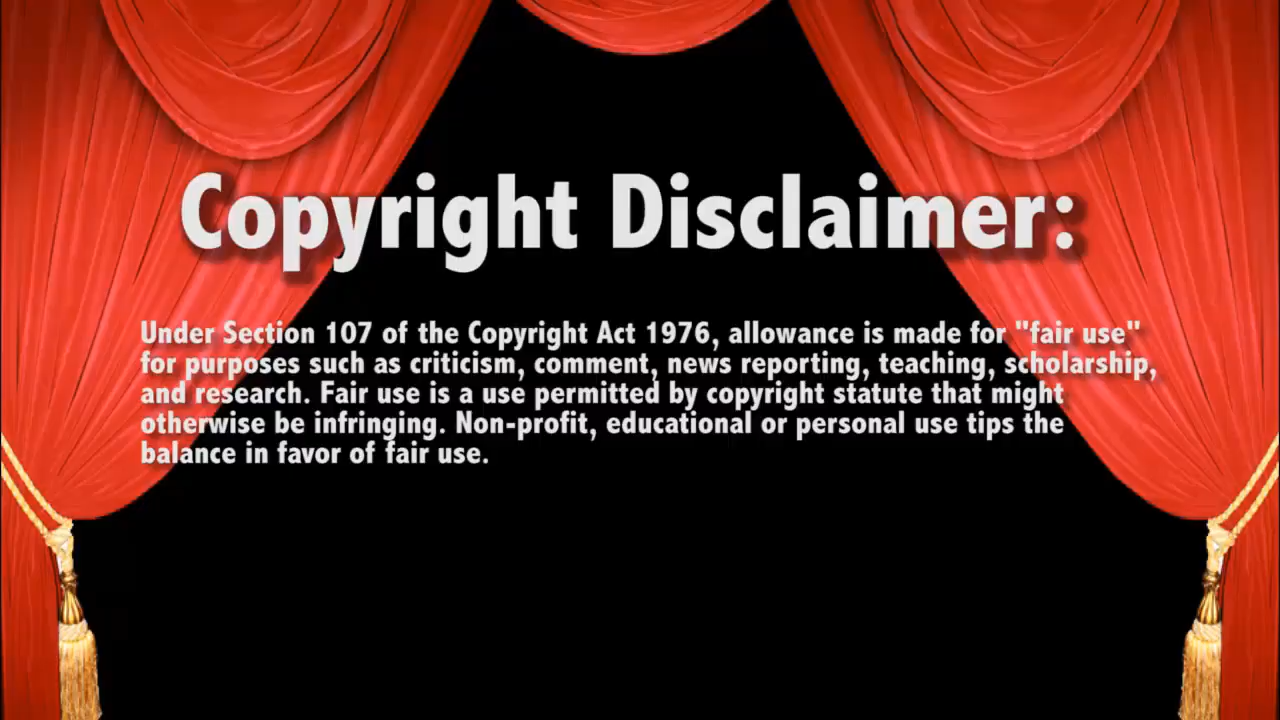 Copyright Disclaimer:
Under Section 107 of the Copyright Act 1976, allowance is made for "fair use"
for purposes such as criticism, comment, news reporting, teaching, scholarship,
and research. Fair use is a use permitted by copyright statute that might
otherwise be infringing. Non-profit, educational or personal use tips the
balance in favor of fair use.